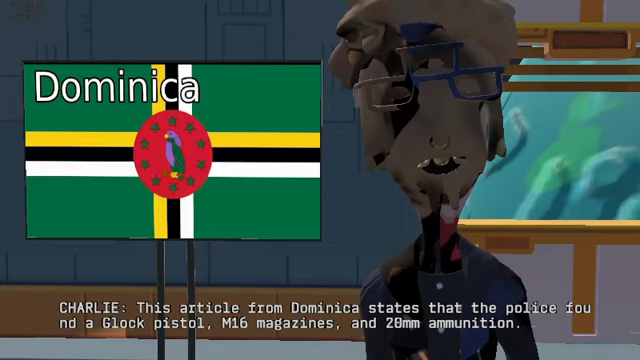 Dominica
CHARLIE: This article from Dominica states that the police fou
nd a Glock pistol, M16 magazines, and 20mm ammunition.